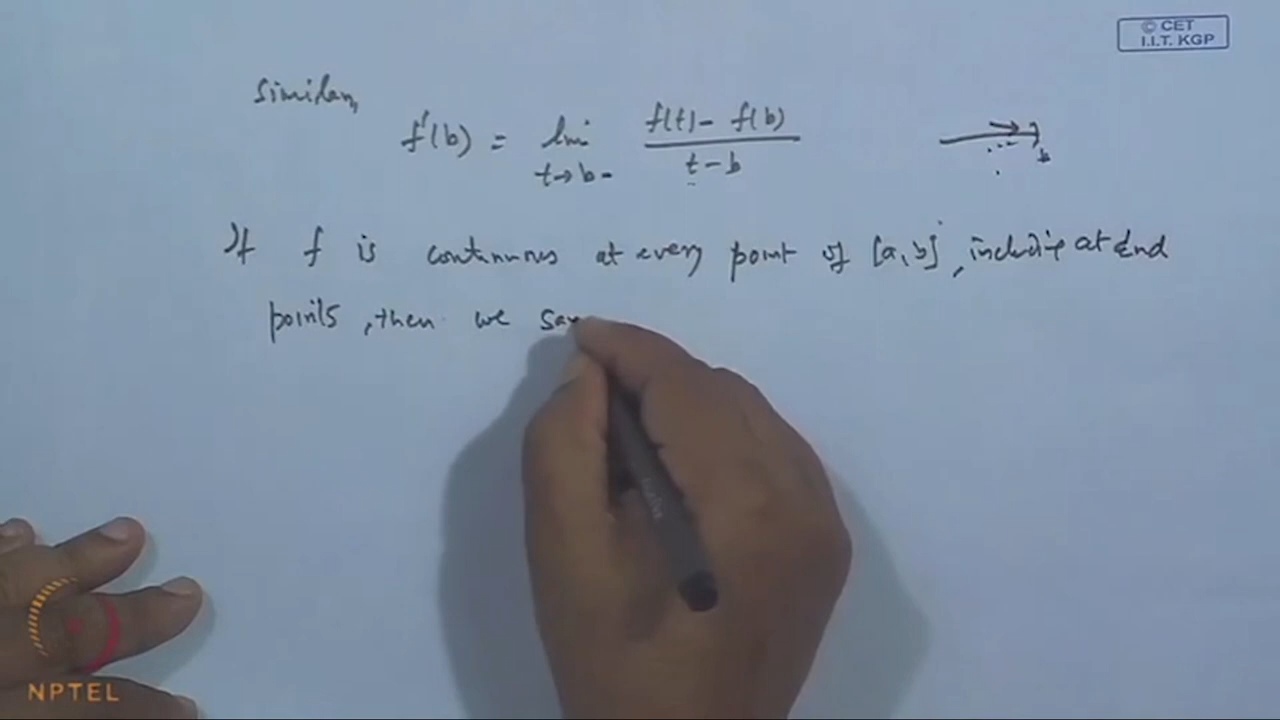 © CET
I.I.T. KGP
Similarly
f'(b) = lim t→b- f(t) - f(b) / t-b
b
If f is continuous at every point of [a,b], including at End
points, then we say
NPTEL